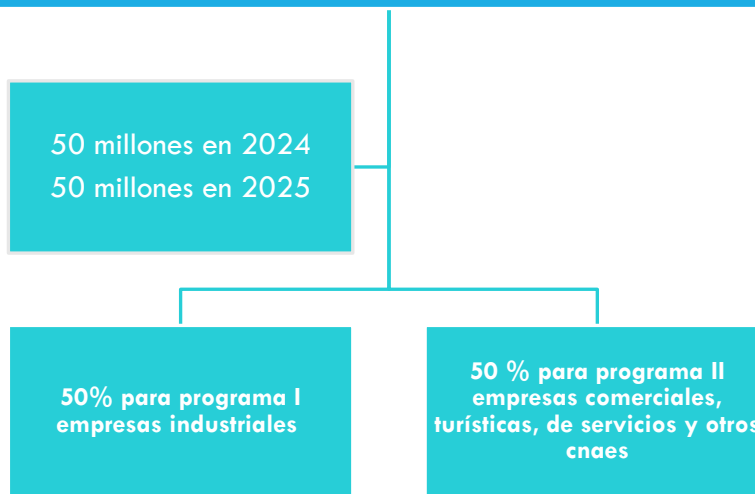 50 millones en 2024
50 millones en 2025
50% para programa I
empresas industriales
50 % para programa II
empresas comerciales,
turísticas, de servicios y otros
cnaes